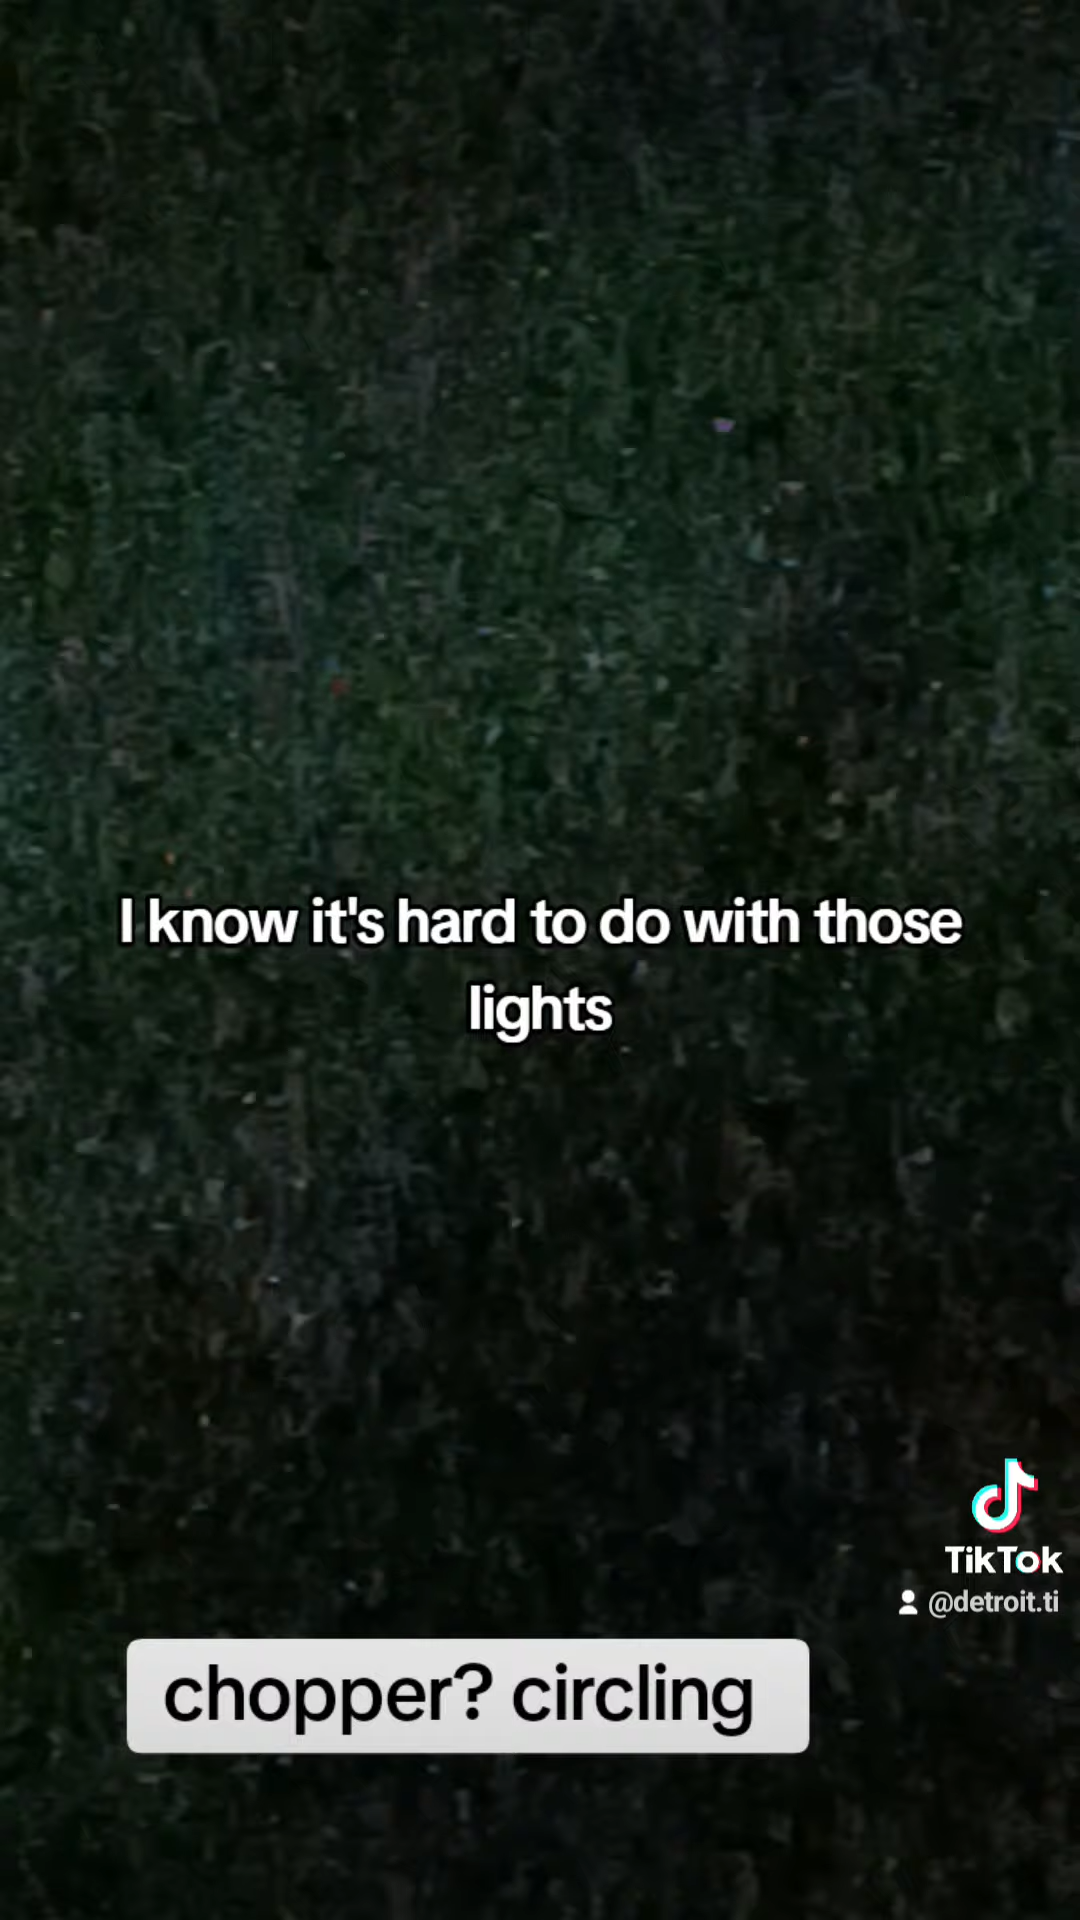 I know it's hard to do with those
lights
TikTok
@detroit.ti
chopper? circling